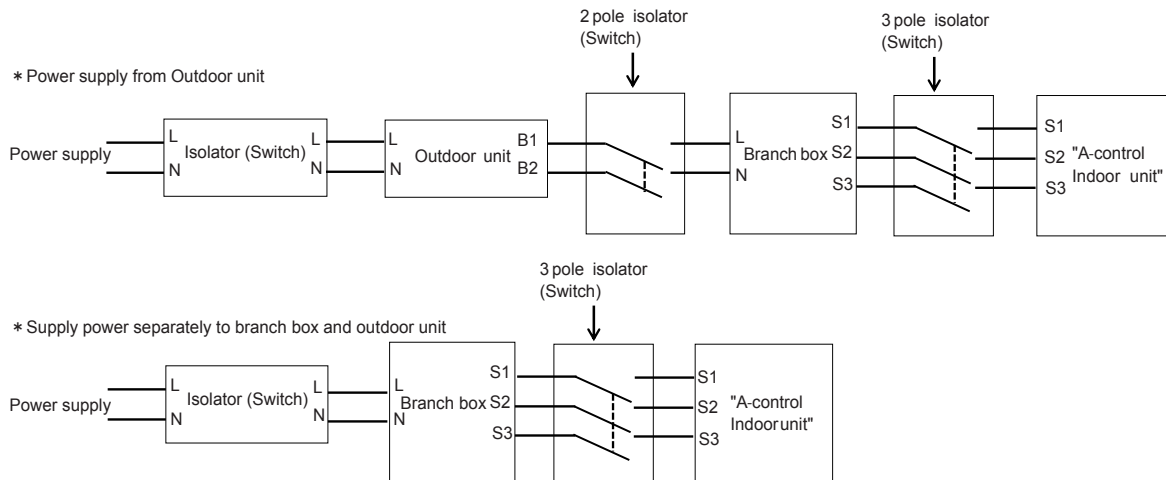 2 pole isolator
(Switch)
3 pole isolator
(Switch)
* Power supply from Outdoor unit
Power supply
L
N
Isolator (Switch)
L
N
L
N
Outdoor unit
B1
B2
L
N
Branch box
S1
S2
S3
S1
S2
S3
"A-control
Indoor unit"
3 pole isolator
(Switch)
* Supply power separately to branch box and outdoor unit
Power supply
L
N
Isolator (Switch)
L
N
L
N
Branch box
S1
S2
S3
S1
S2
S3
"A-control
Indoor unit"